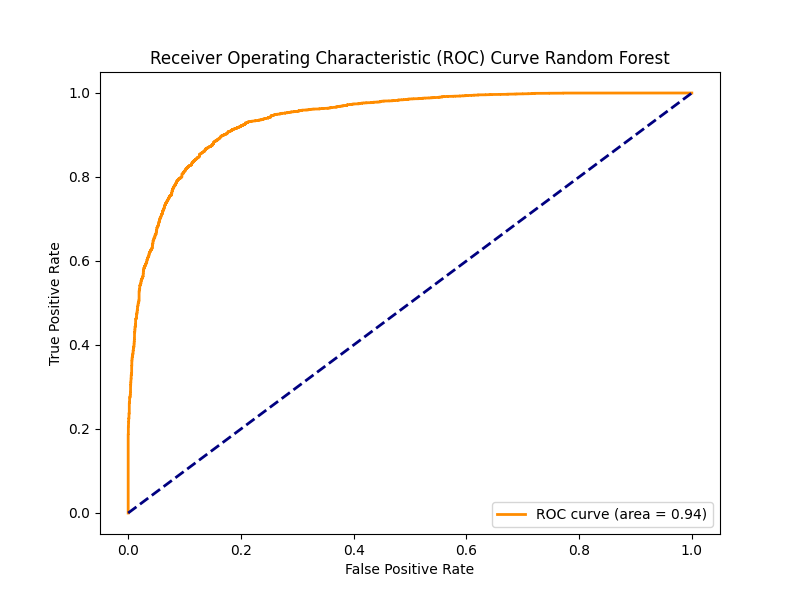 Receiver Operating Characteristic (ROC) Curve Random Forest
1.0
0.8
0.6
0.4
0.2
0.0
True Positive Rate
ROC curve (area = 0.94)
0.0 0.2 0.4 0.6 0.8 1.0
False Positive Rate